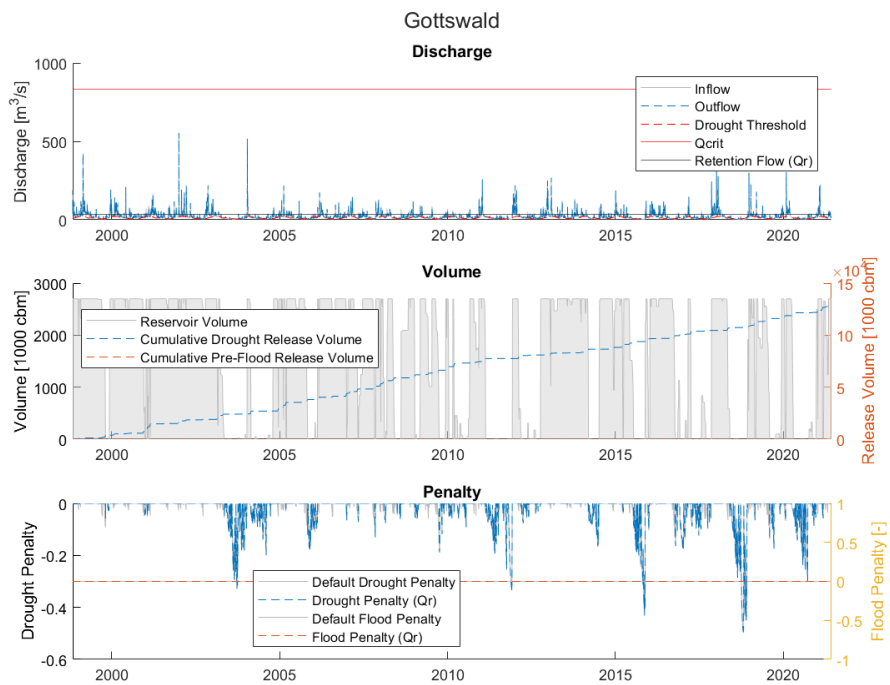 Gottswald
Discharge
Discharge [m³/s]
1000
500
0
Inflow
Outflow
Drought Threshold
Qcrit
Retention Flow (Qr)
2000 2005 2010 2015 2020
Volume
×10⁴
Volume [1000 cbm]
3000
2000
1000
0
Reservoir Volume
Cumulative Drought Release Volume
Cumulative Pre-Flood Release Volume
15
10
5
0
Release Volume [1000 cbm]
2000 2005 2010 2015 2020
Penalty
Drought Penalty
0
-0.2
-0.4
-0.6
Default Drought Penalty
Drought Penalty (Qr)
Default Flood Penalty
Flood Penalty (Qr)
1
0.5
0
-0.5
-1
Flood Penalty [-]
2000 2005 2010 2015 2020